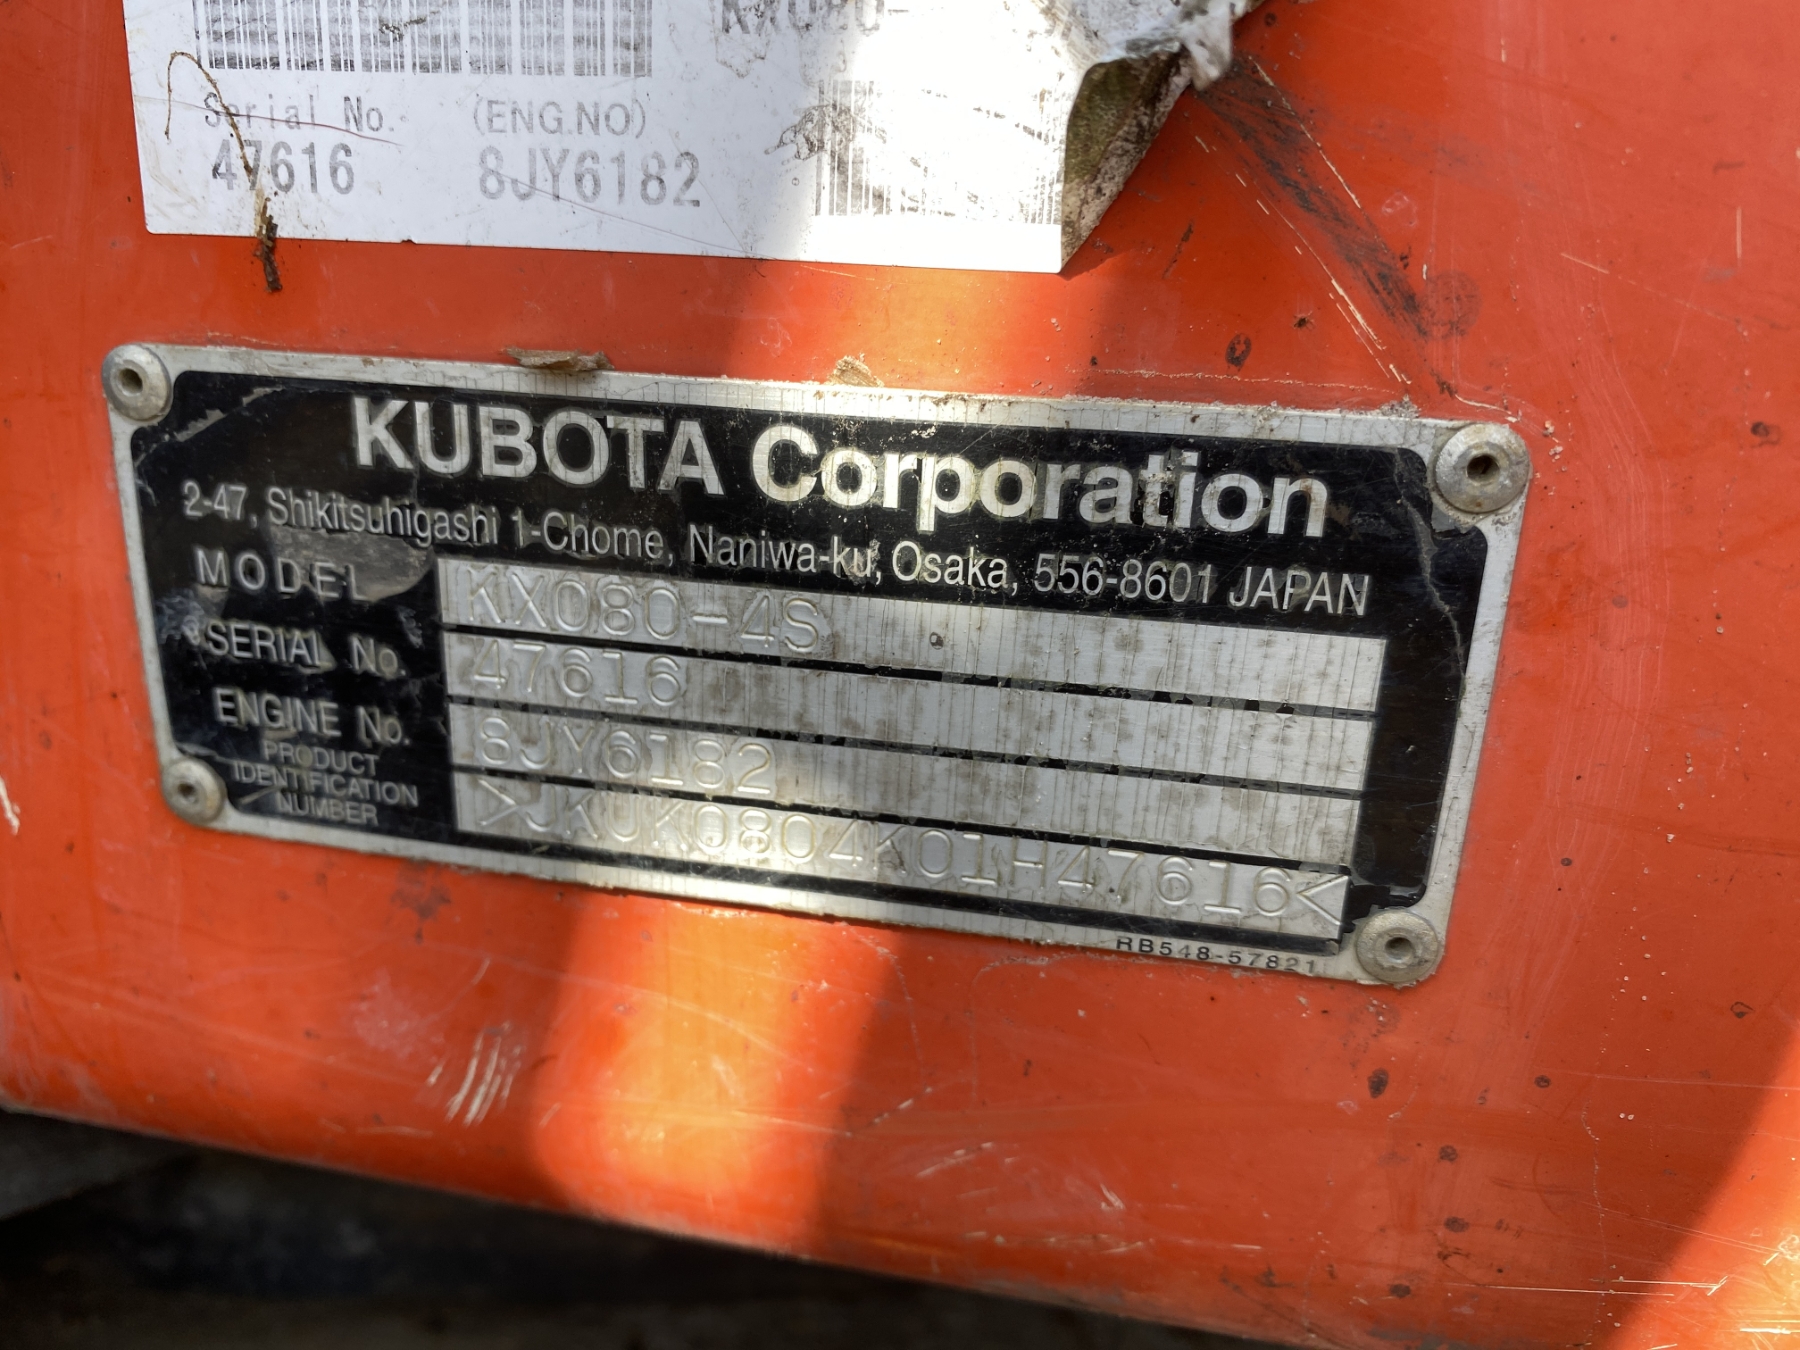 KX080-
Serial No. (ENG.NO)
47616 8JY6182
KUBOTA Corporation
2-47, Shikitsuhigashi 1-Chome, Naniwa-ku, Osaka, 556-8601 JAPAN
MODEL KX080-4S
SERIAL No. 47616
ENGINE No. 8JY6182
PRODUCT
IDENTIFICATION
NUMBER
>JKUK0804K01H47616<
RB548-57821